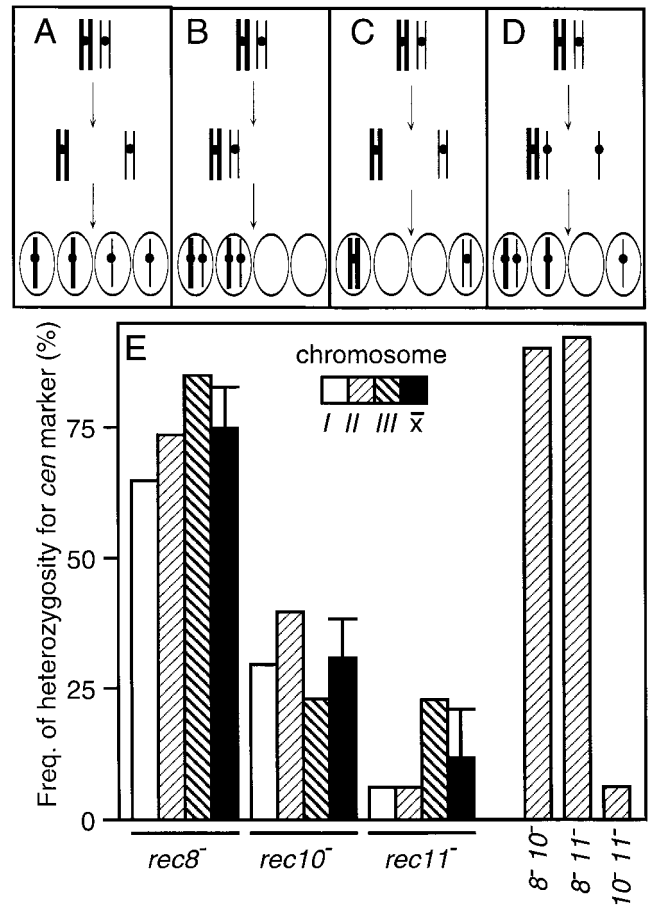 A B C D
E
chromosome
I II III x̄
Freq. of heterozygosity for cen marker (%)
75
50
25
0
rec8⁻ rec10⁻ rec11⁻
8⁻ 10⁻
8⁻ 11⁻
10⁻ 11⁻